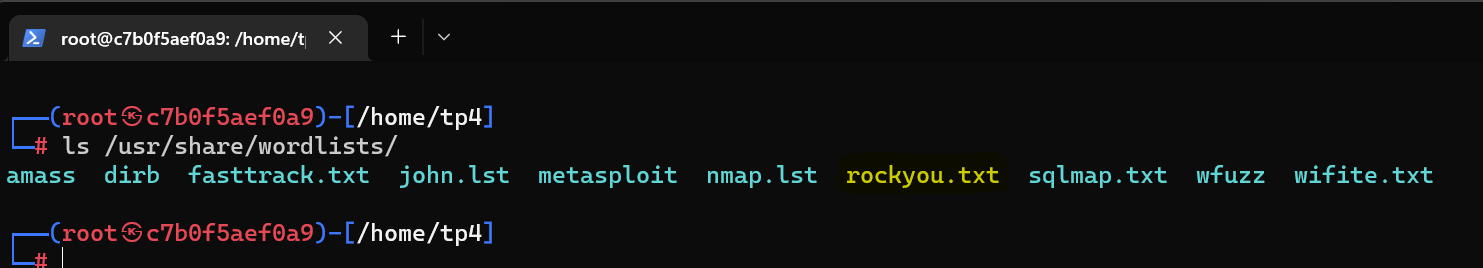 root@c7b0f5aef0a9: /home/tp
┌──(root㉿c7b0f5aef0a9)-[/home/tp4]
└─# ls /usr/share/wordlists/
amass dirb fasttrack.txt john.lst metasploit nmap.lst rockyou.txt sqlmap.txt wfuzz wifite.txt
┌──(root㉿c7b0f5aef0a9)-[/home/tp4]
└─#